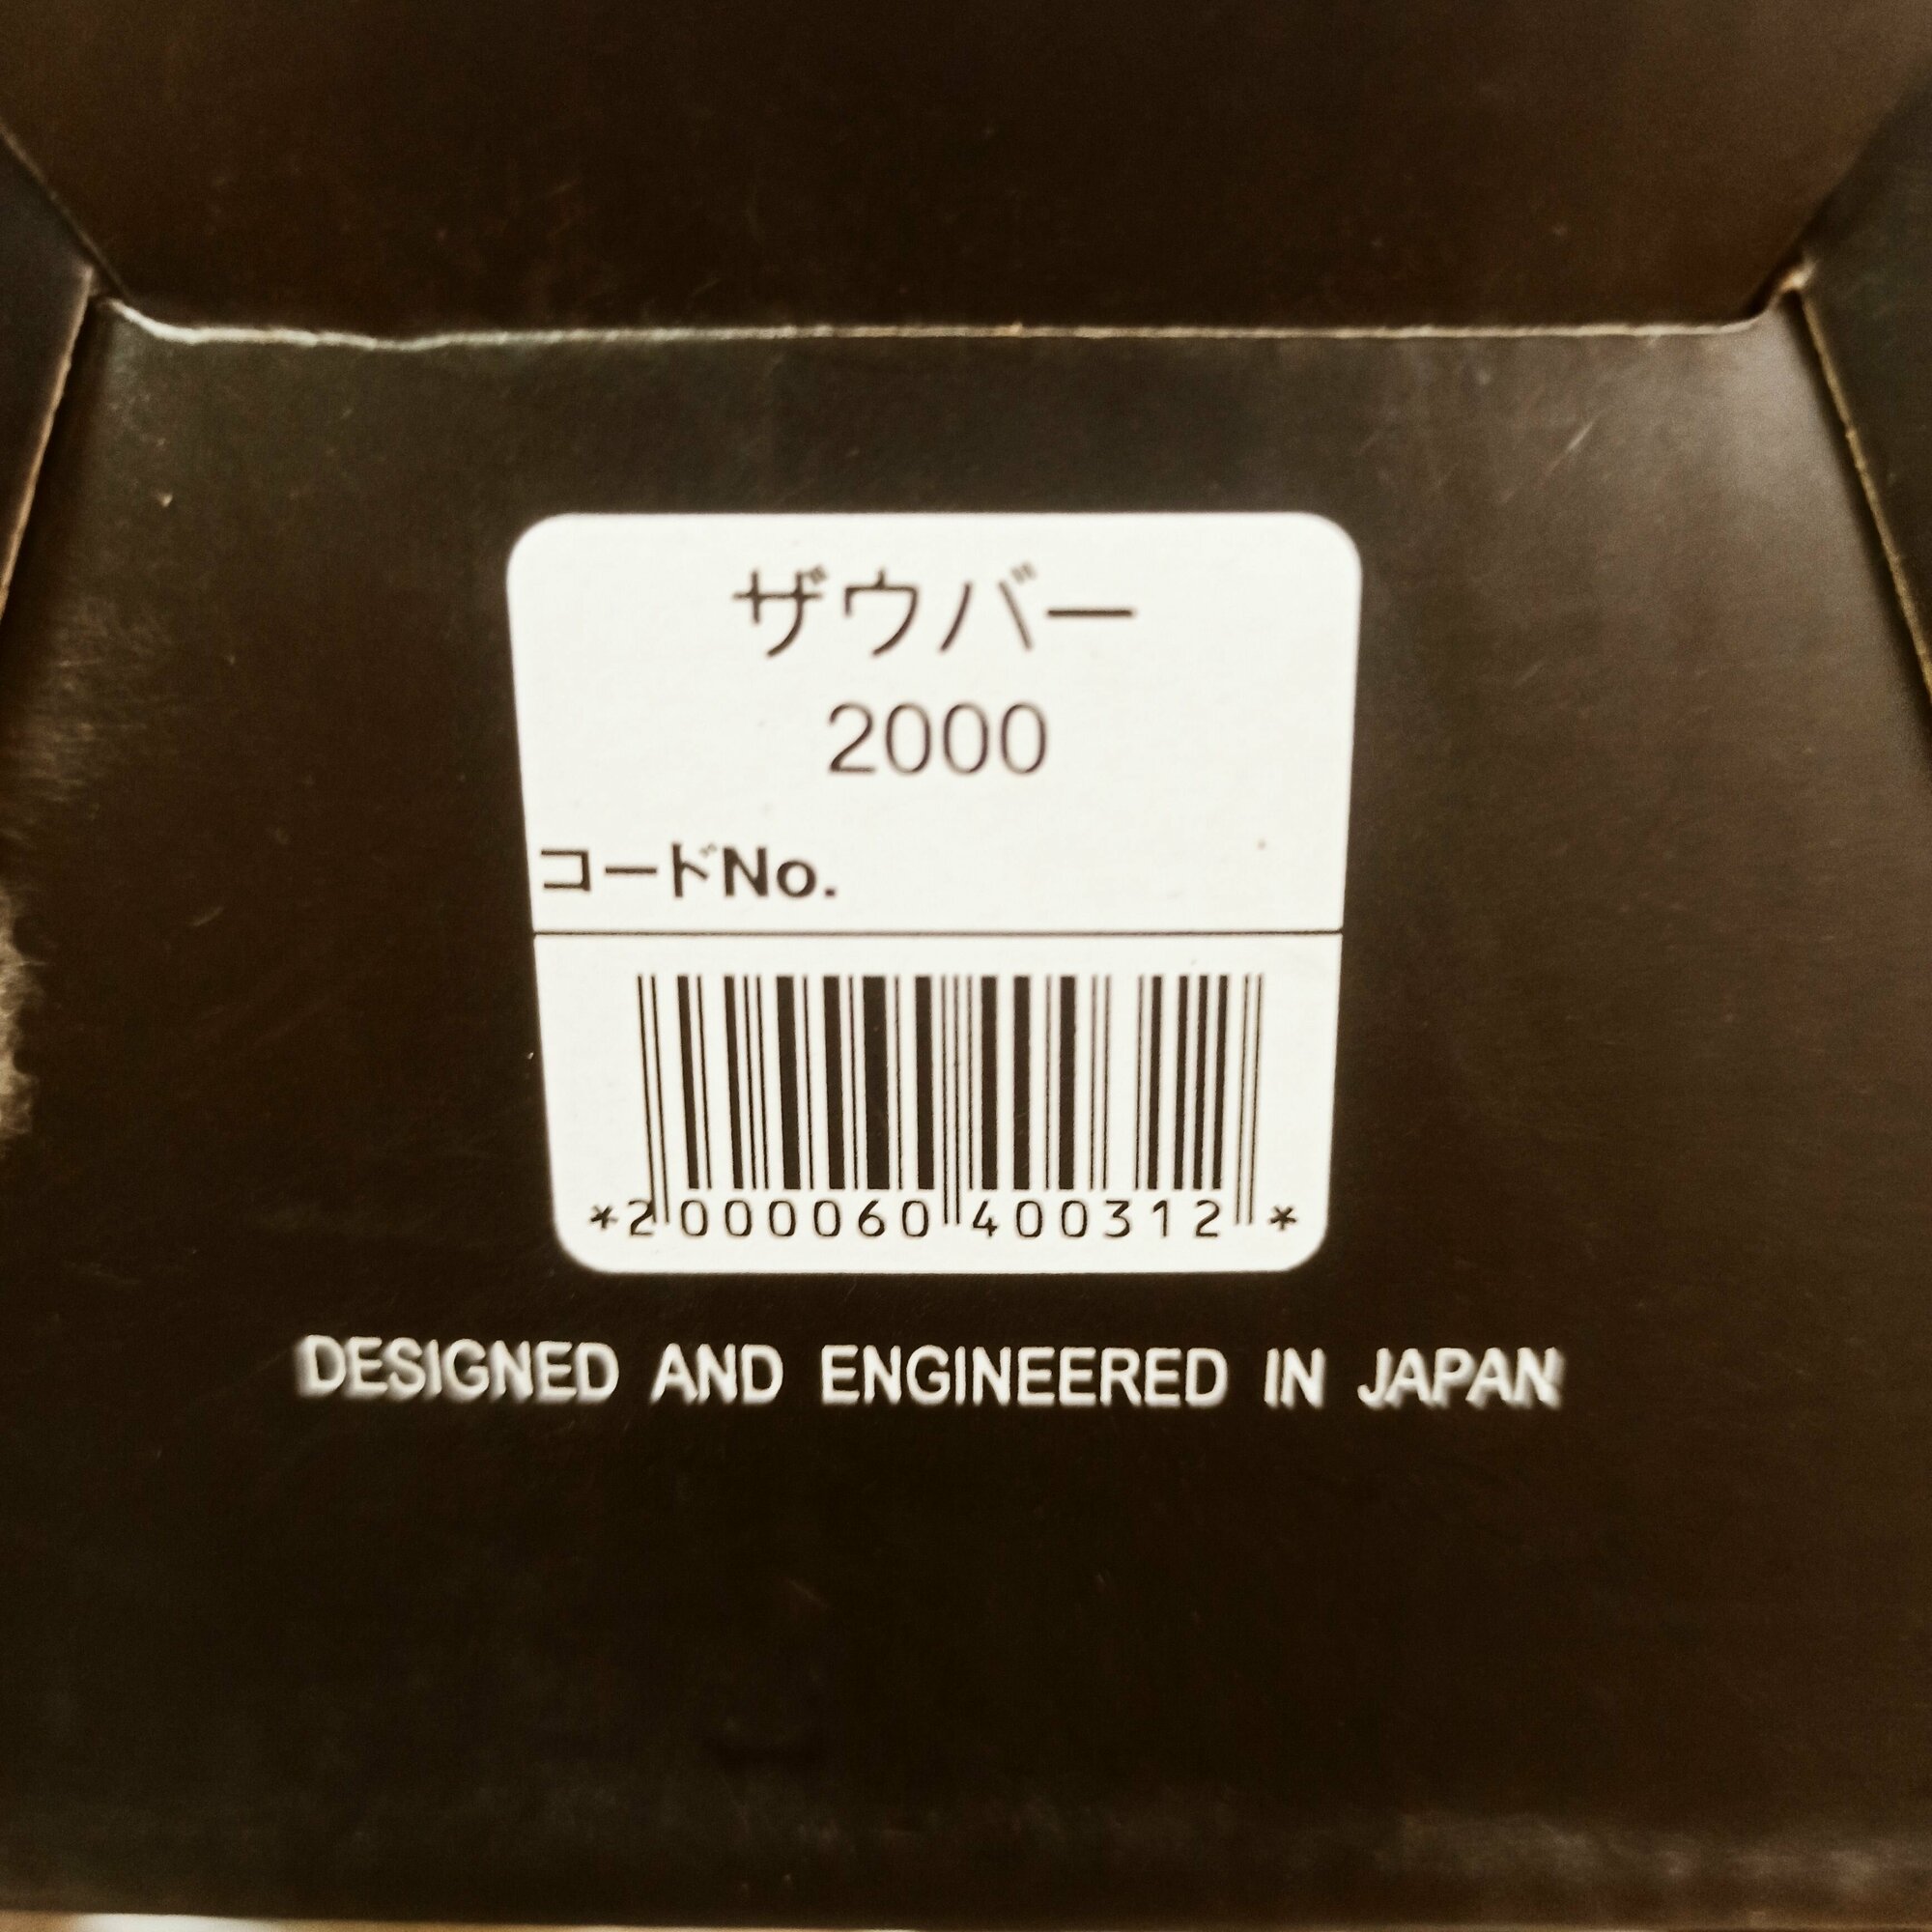 ザウバー
2000
コードNo.
*2000060400312*
DESIGNED AND ENGINEERED IN JAPAN